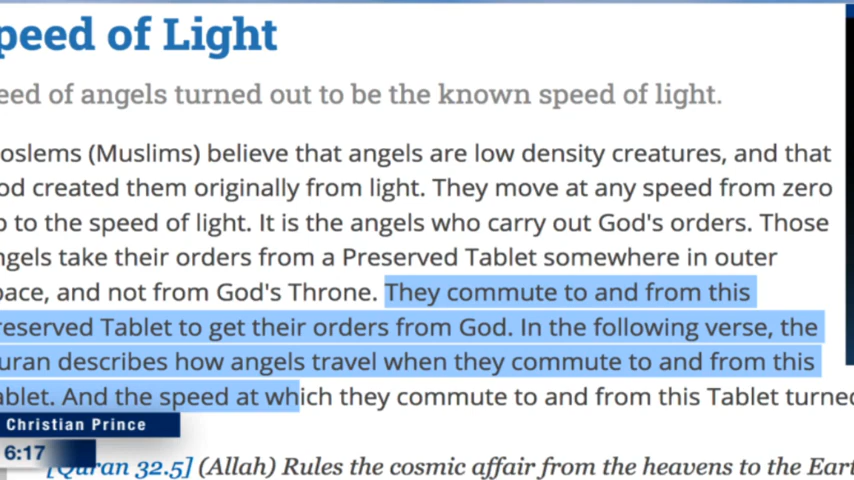 peed of Light
eed of angels turned out to be the known speed of light.
oslems (Muslims) believe that angels are low density creatures, and that
od created them originally from light. They move at any speed from zero
p to the speed of light. It is the angels who carry out God's orders. Those
ngels take their orders from a Preserved Tablet somewhere in outer
pace, and not from God's Throne. They commute to and from this
reserved Tablet to get their orders from God. In the following verse, the
uran describes how angels travel when they commute to and from this
ablet. And the speed at which they commute to and from this Tablet turned
Christian Prince
6:17
[Quran 32.5] (Allah) Rules the cosmic affair from the heavens to the Eart